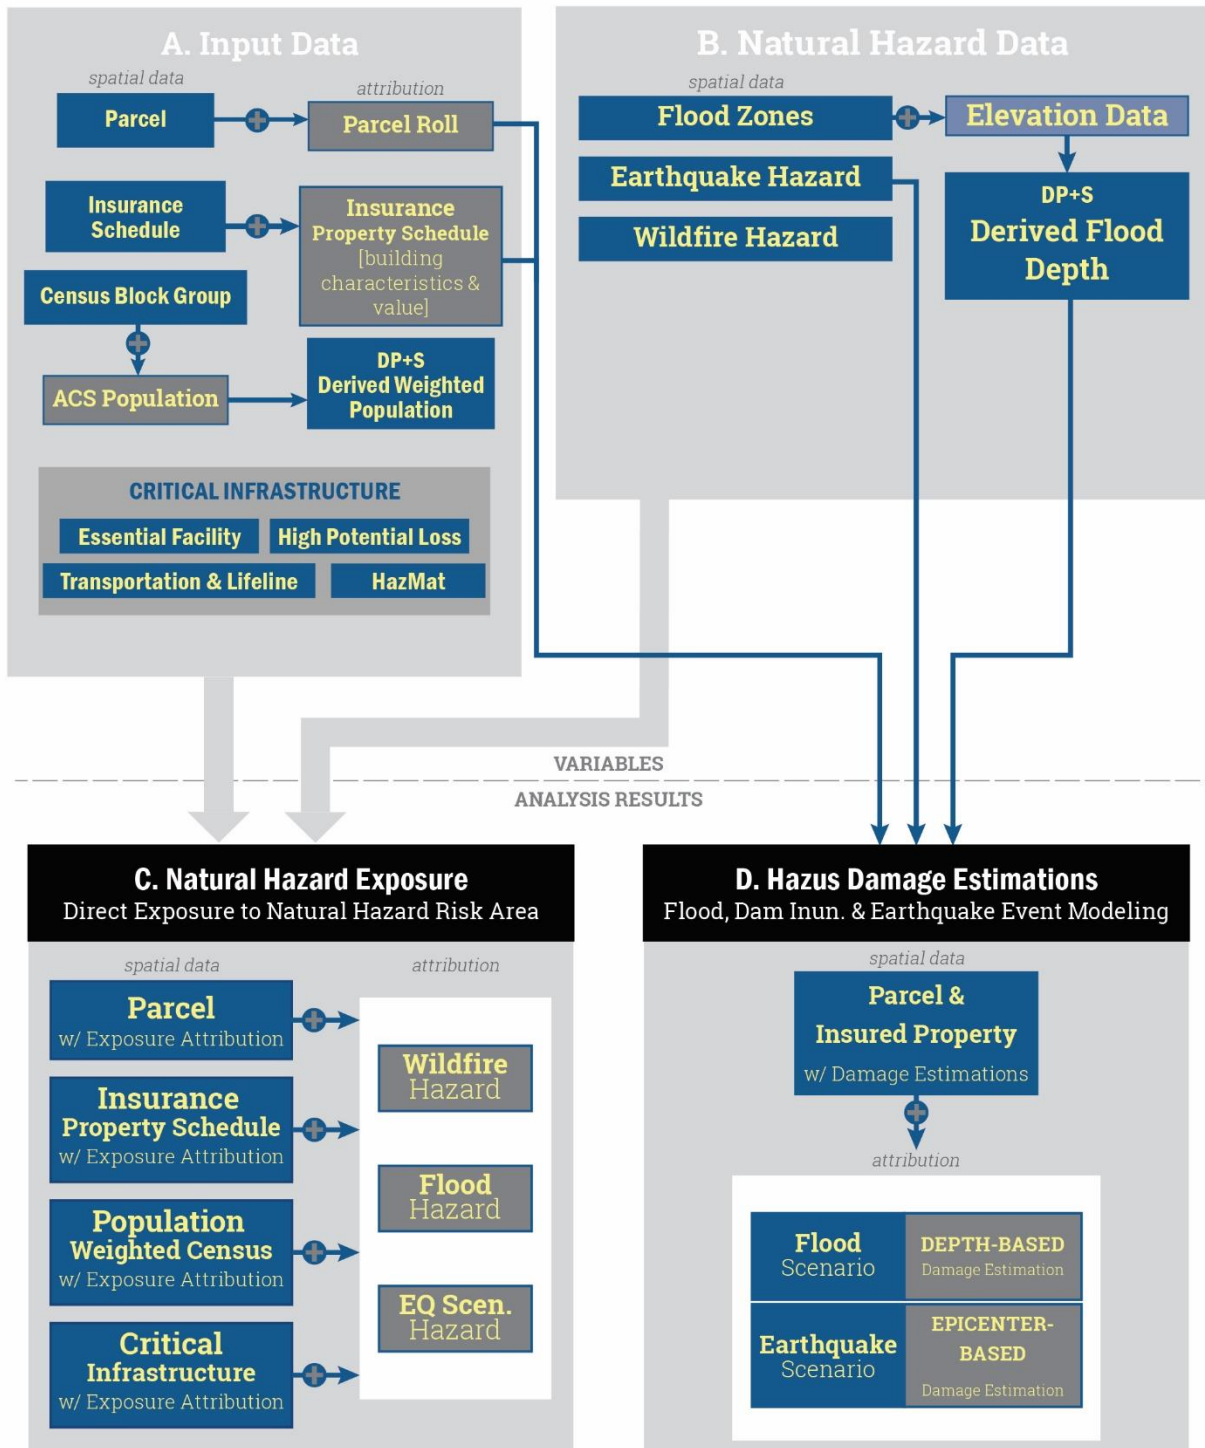 A. Input Data
spatial data
attribution
Parcel
Parcel Roll
Insurance
Schedule
Insurance
Property Schedule
[building
characteristics &
value]
Census Block Group
ACS Population
DP+S
Derived Weighted
Population
CRITICAL INFRASTRUCTURE
Essential Facility
High Potential Loss
Transportation & Lifeline
HazMat
B. Natural Hazard Data
spatial data
Flood Zones
Elevation Data
Earthquake Hazard
Wildfire Hazard
DP+S
Derived Flood
Depth
VARIABLES
ANALYSIS RESULTS
C. Natural Hazard Exposure
Direct Exposure to Natural Hazard Risk Area
spatial data
attribution
Parcel
w/ Exposure Attribution
Insurance
Property Schedule
w/ Exposure Attribution
Population
Weighted Census
w/ Exposure Attribution
Critical
Infrastructure
w/ Exposure Attribution
Wildfire
Hazard
Flood
Hazard
EQ Scen.
Hazard
D. Hazus Damage Estimations
Flood, Dam Inun. & Earthquake Event Modeling
spatial data
Parcel &
Insured Property
w/ Damage Estimations
attribution
Flood
Scenario
DEPTH-BASED
Damage Estimation
Earthquake
Scenario
EPICENTER-
BASED
Damage Estimation